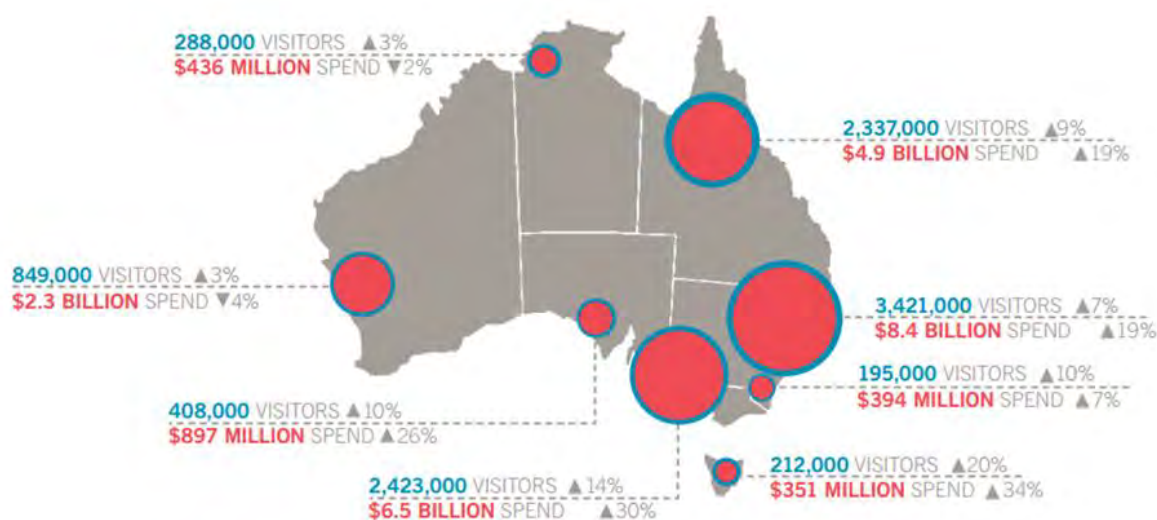 288,000 VISITORS ▲3%
$436 MILLION SPEND ▼2%
2,337,000 VISITORS ▲9%
$4.9 BILLION SPEND ▲19%
849,000 VISITORS ▲3%
$2.3 BILLION SPEND ▼4%
3,421,000 VISITORS ▲7%
$8.4 BILLION SPEND ▲19%
195,000 VISITORS ▲10%
$394 MILLION SPEND ▲7%
408,000 VISITORS ▲10%
$897 MILLION SPEND ▲26%
212,000 VISITORS ▲20%
$351 MILLION SPEND ▲34%
2,423,000 VISITORS ▲14%
$6.5 BILLION SPEND ▲30%